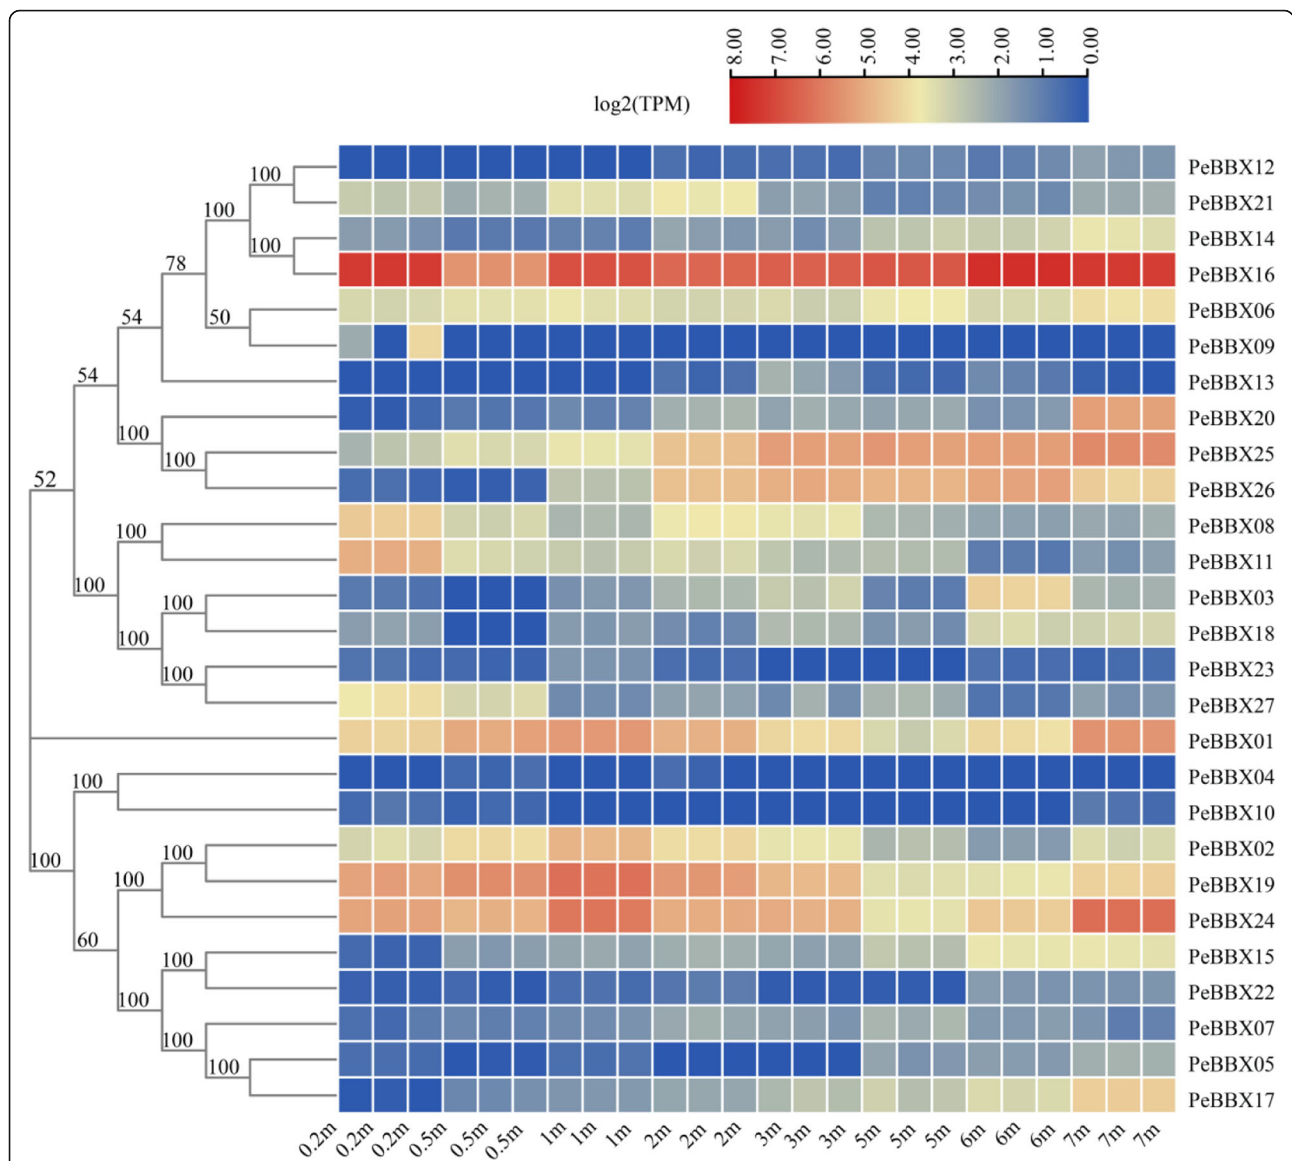 8.00 7.00 6.00 5.00 4.00 3.00 2.00 1.00 0.00
log2(TPM)
100 PeBBX12
100 PeBBX21
100 PeBBX14
78 PeBBX16
50 PeBBX06
54 PeBBX09
54 PeBBX13
100 PeBBX20
100 PeBBX25
52 PeBBX26
100 PeBBX08
PeBBX11
100 100 PeBBX03
100 PeBBX18
100 PeBBX23
PeBBX27
PeBBX01
100 PeBBX04
PeBBX10
100 100 PeBBX02
100 PeBBX19
60 PeBBX24
100 PeBBX15
100 PeBBX22
100 PeBBX07
100 PeBBX05
PeBBX17
0.2m 0.2m 0.2m 0.5m 0.5m 0.5m 1m 1m 1m 2m 2m 2m 3m 3m 3m 5m 5m 5m 6m 6m 6m 7m 7m 7m